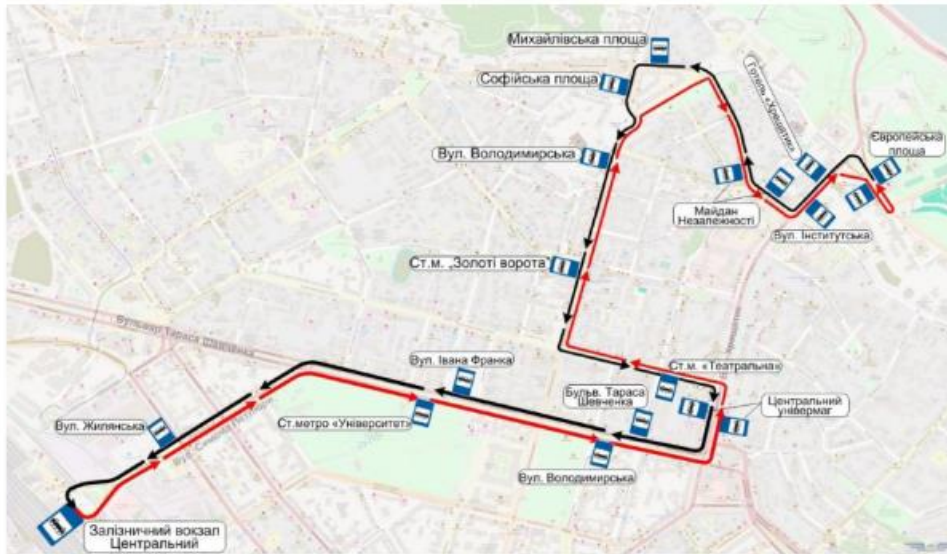 Михайлівська площа
Софійська площа
Готель «Хрещатик»
Європейська
площа
Вул. Володимирська
Майдан
Незалежності
Вул. Інститутська
Ст.м. „Золоті ворота"
Бульвар Тараса Шевченка
Вул. Івана Франка
Ст.м. «Театральна»
Бульв. Тараса
Шевченка
Центральний
універмаг
Вул. Жилянська
Ст.метро «Університет»
Вул. Володимирська
Залізничний вокзал
Центральний